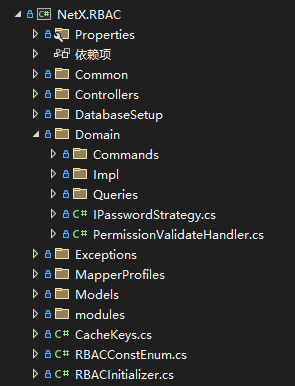 NetX.RBAC
Properties
依赖项
Common
Controllers
DatabaseSetup
Domain
Commands
Impl
Queries
C# IPasswordStrategy.cs
C# PermissionValidateHandler.cs
Exceptions
MapperProfiles
Models
modules
C# CacheKeys.cs
C# RBACConstEnum.cs
C# RBACInitializer.cs